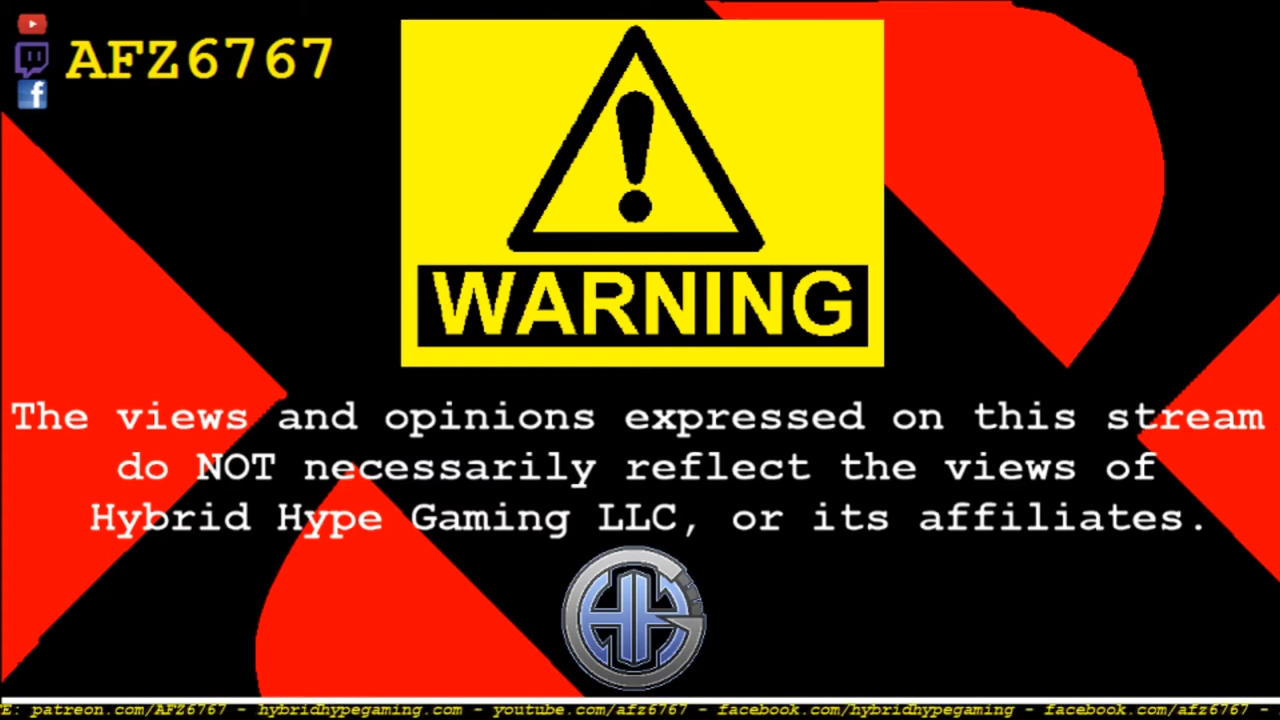 AFZ6767
WARNING
The views and opinions expressed on this stream
do NOT necessarily reflect the views of
Hybrid Hype Gaming LLC, or its affiliates.
E: patreon.com/AFZ6767 - hybridhypegaming.com - youtube.com/afz6767 - facebook.com/hybridhypegaming - facebook.com/afz6767 -